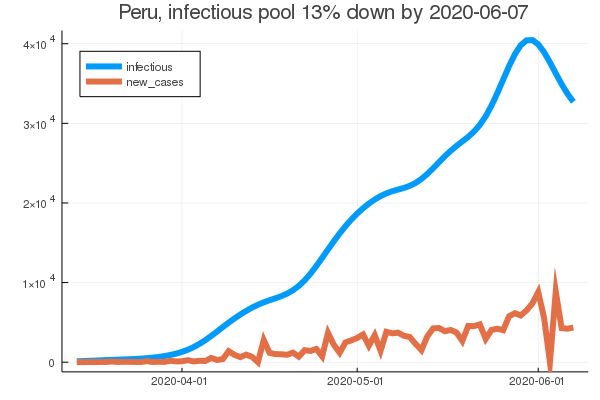 Peru, infectious pool 13% down by 2020-06-07
infectious
new_cases
4×10⁴
3×10⁴
2×10⁴
1×10⁴
0
2020-04-01 2020-05-01 2020-06-01